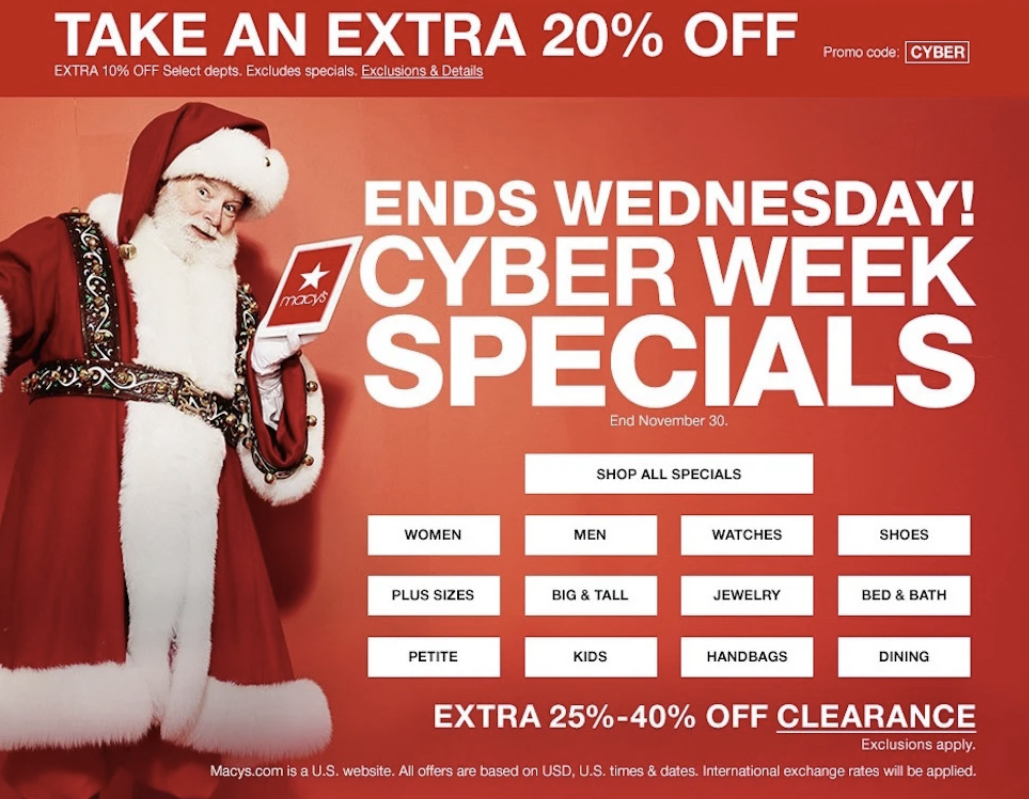 TAKE AN EXTRA 20% OFF
Promo code: CYBER
EXTRA 10% OFF Select depts. Excludes specials. Exclusions & Details
macy's
ENDS WEDNESDAY!
CYBER WEEK
SPECIALS
End November 30.
SHOP ALL SPECIALS
WOMEN MEN WATCHES SHOES
PLUS SIZES BIG & TALL JEWELRY BED & BATH
PETITE KIDS HANDBAGS DINING
EXTRA 25%-40% OFF CLEARANCE
Exclusions apply.
Macys.com is a U.S. website. All offers are based on USD, U.S. times & dates. International exchange rates will be applied.